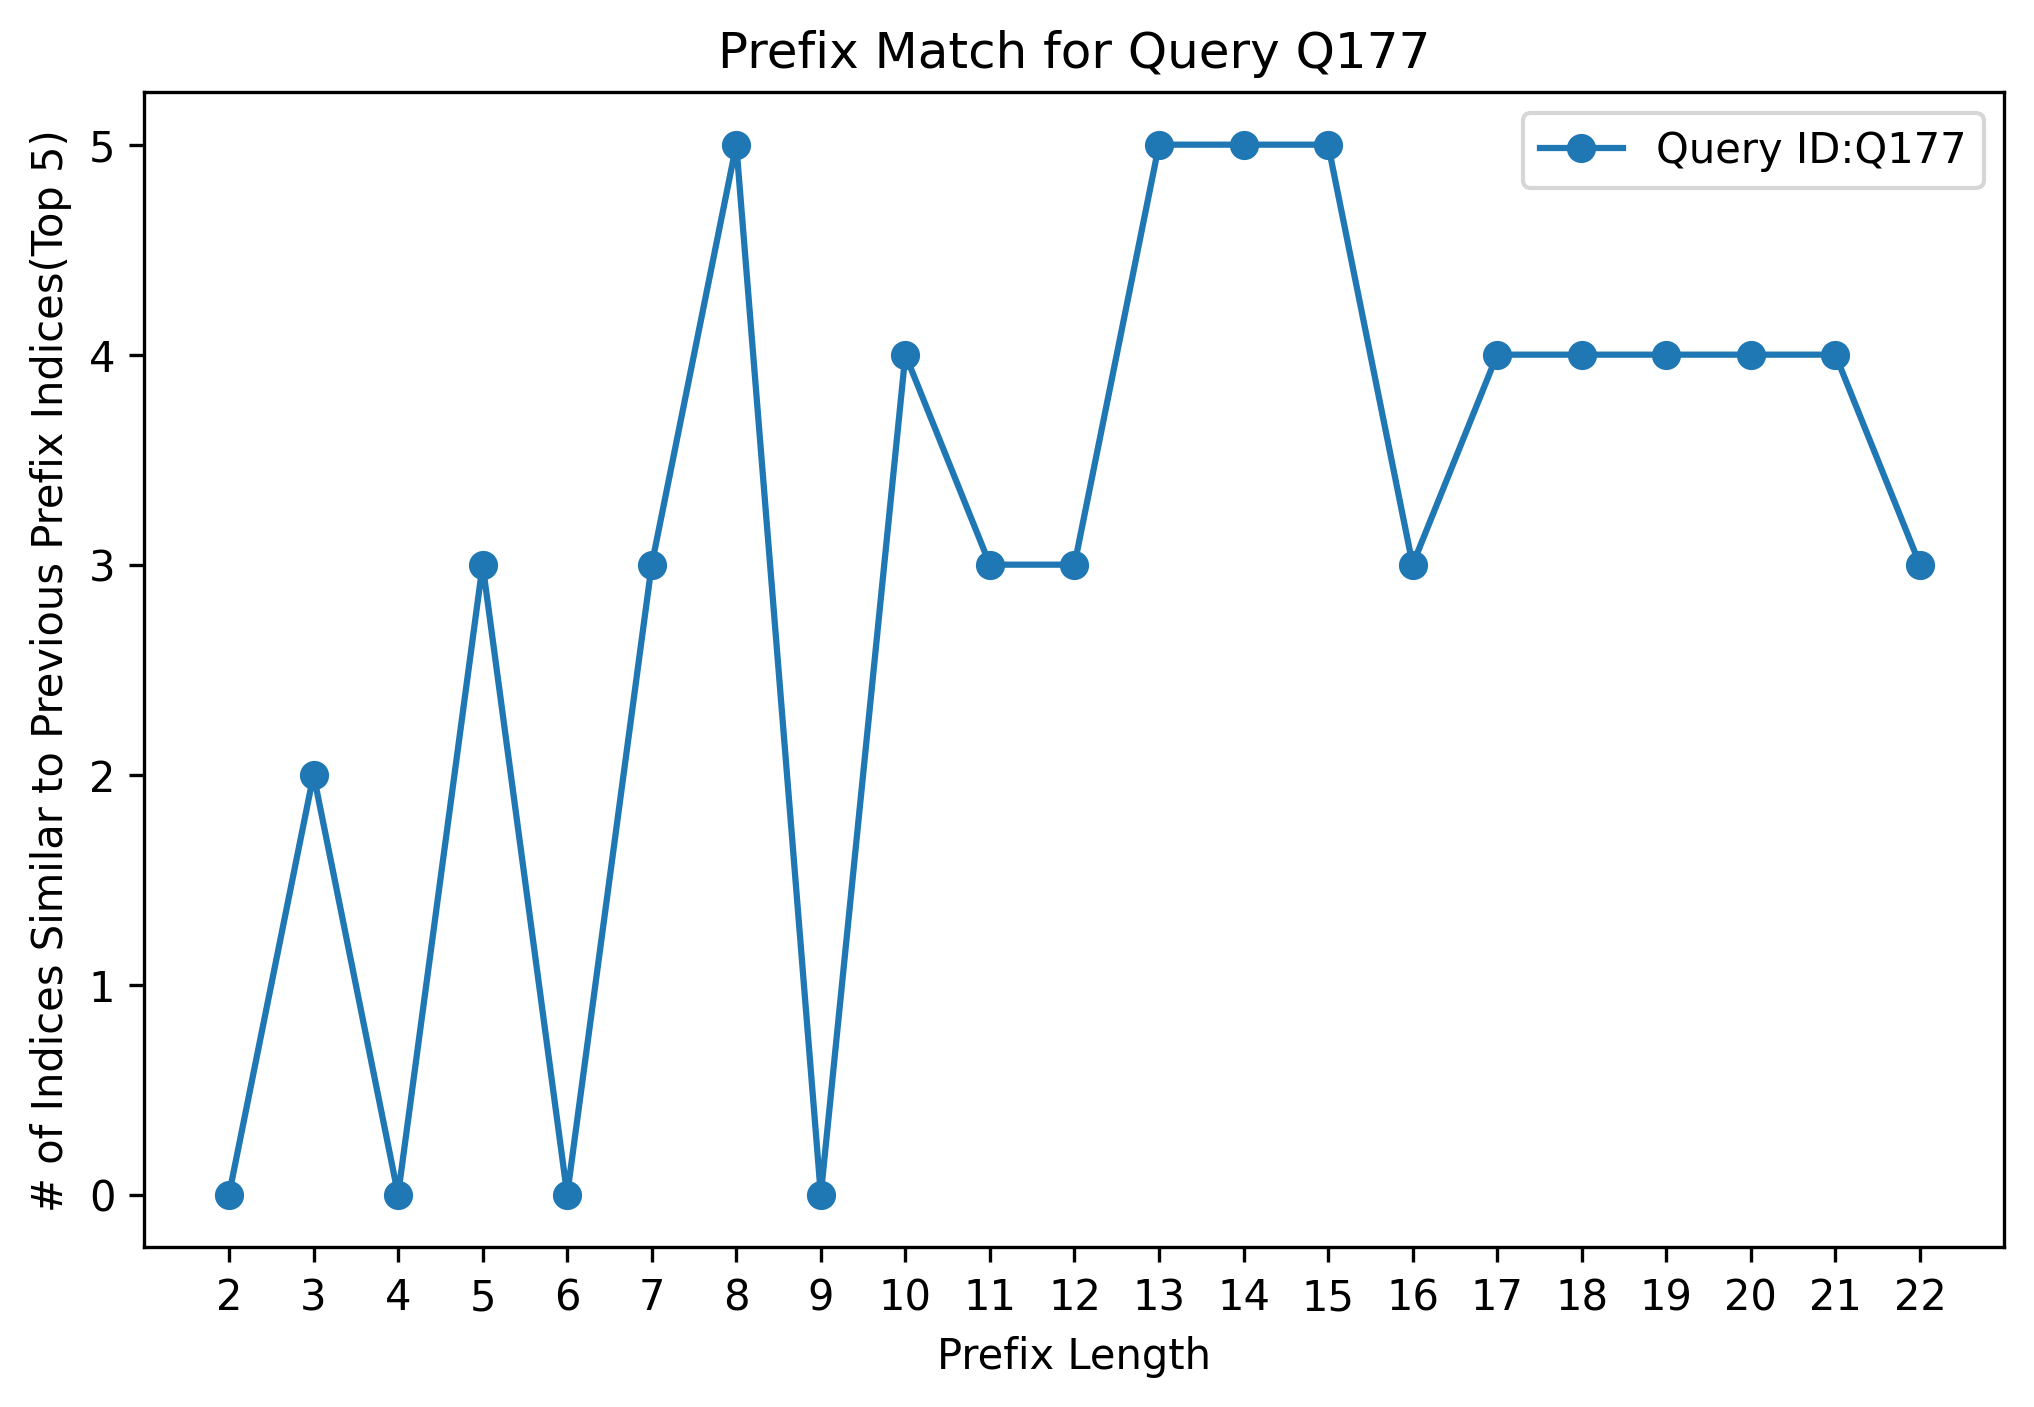 Prefix Match for Query Q177
Query ID:Q177
# of Indices Similar to Previous Prefix Indices(Top 5)
5
4
3
2
1
0
2 3 4 5 6 7 8 9 10 11 12 13 14 15 16 17 18 19 20 21 22
Prefix Length